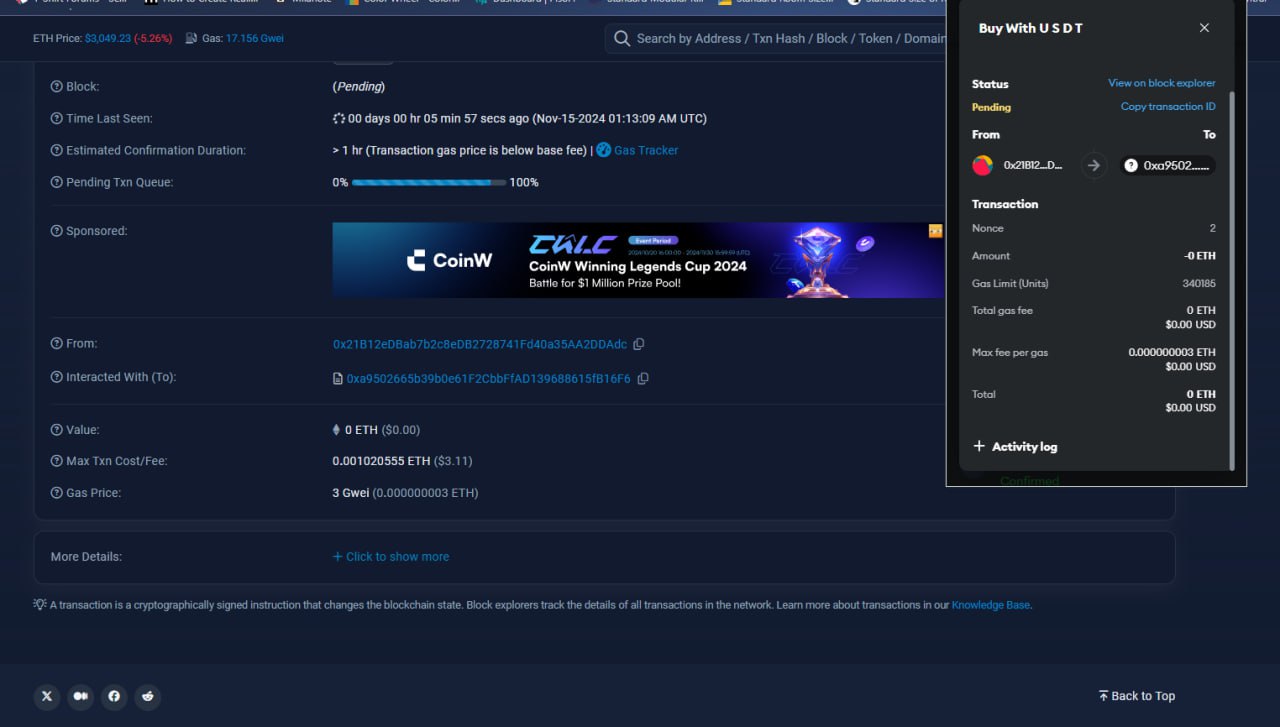 ETH Price: $3,049.23 (-5.26%) Gas: 17.156 Gwei
Search by Address / Txn Hash / Block / Token / Domain
Block: (Pending)
Time Last Seen: 00 days 00 hr 05 min 57 secs ago (Nov-15-2024 01:13:09 AM UTC)
Estimated Confirmation Duration: > 1 hr (Transaction gas price is below base fee) | Gas Tracker
Pending Txn Queue: 0% 100%
Sponsored:
CoinW
CWLC Event Period
CoinW Winning Legends Cup 2024
Battle for $1 Million Prize Pool!
From: 0x21B12eDBab7b2c8eDB2728741Fd40a35AA2DDAdc
Interacted With (To): 0xa9502665b39b0e61F2CbbFfAD139688615fB16F6
Value: 0 ETH ($0.00)
Max Txn Cost/Fee: 0.001020555 ETH ($3.11)
Gas Price: 3 Gwei (0.000000003 ETH)
More Details: + Click to show more
A transaction is a cryptographically signed instruction that changes the blockchain state. Block explorers track the details of all transactions in the network. Learn more about transactions in our Knowledge Base.
Back to Top
Buy With U S D T
Status View on block explorer
Pending Copy transaction ID
From To
0x21B12...D... 0xa9502......
Transaction
Nonce 2
Amount -0 ETH
Gas Limit (Units) 340185
Total gas fee 0 ETH
$0.00 USD
Max fee per gas 0.000000003 ETH
$0.00 USD
Total 0 ETH
$0.00 USD
+ Activity log
Confirmed